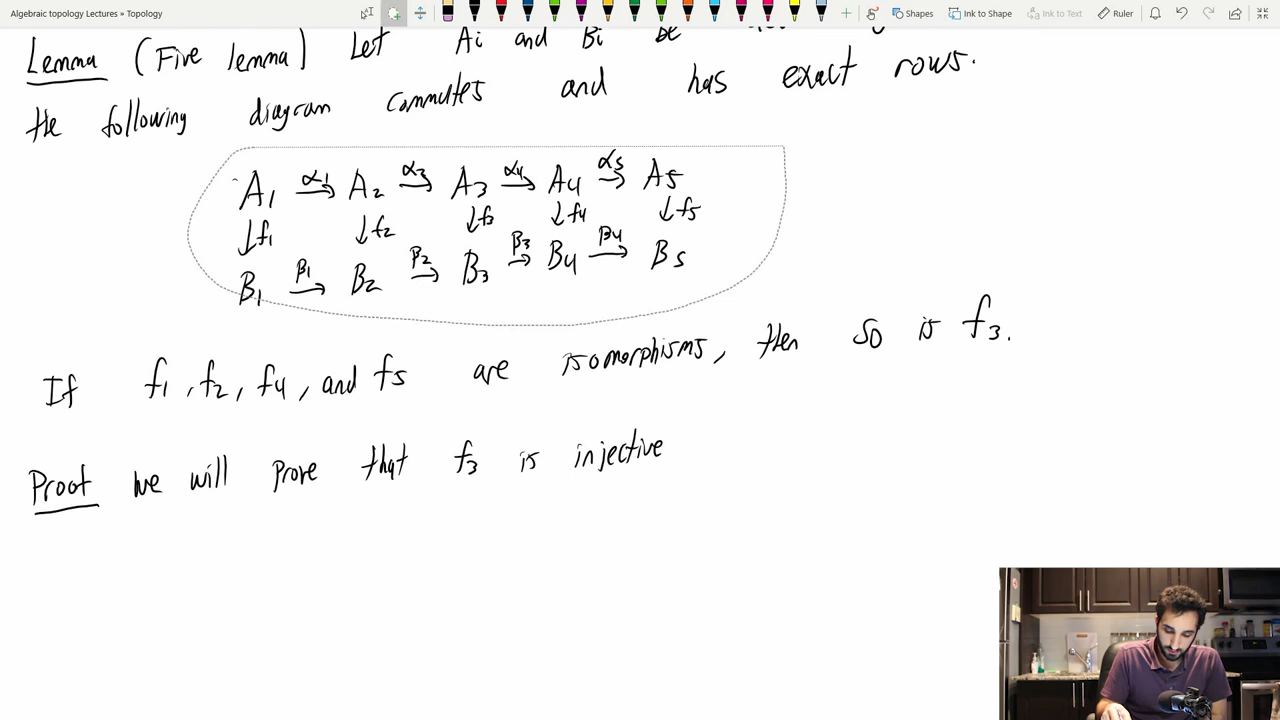 Algebraic topology Lectures » Topology
Shapes Ink to Shape Ink to Text Ruler
Lemma (Five lemma) Let Ai and Bi be
the following diagram commutes and has exact rows.
A1 α1→ A2 α3→ A3 α4→ A4 α5→ A5
↓f1 ↓f2 ↓f3 ↓f4 ↓f5
B1 β1→ B2 β2→ B3 β3→ B4 β4→ B5
If f1, f2, f4, and f5 are isomorphisms, then so is f3.
Proof we will prove that f3 is injective